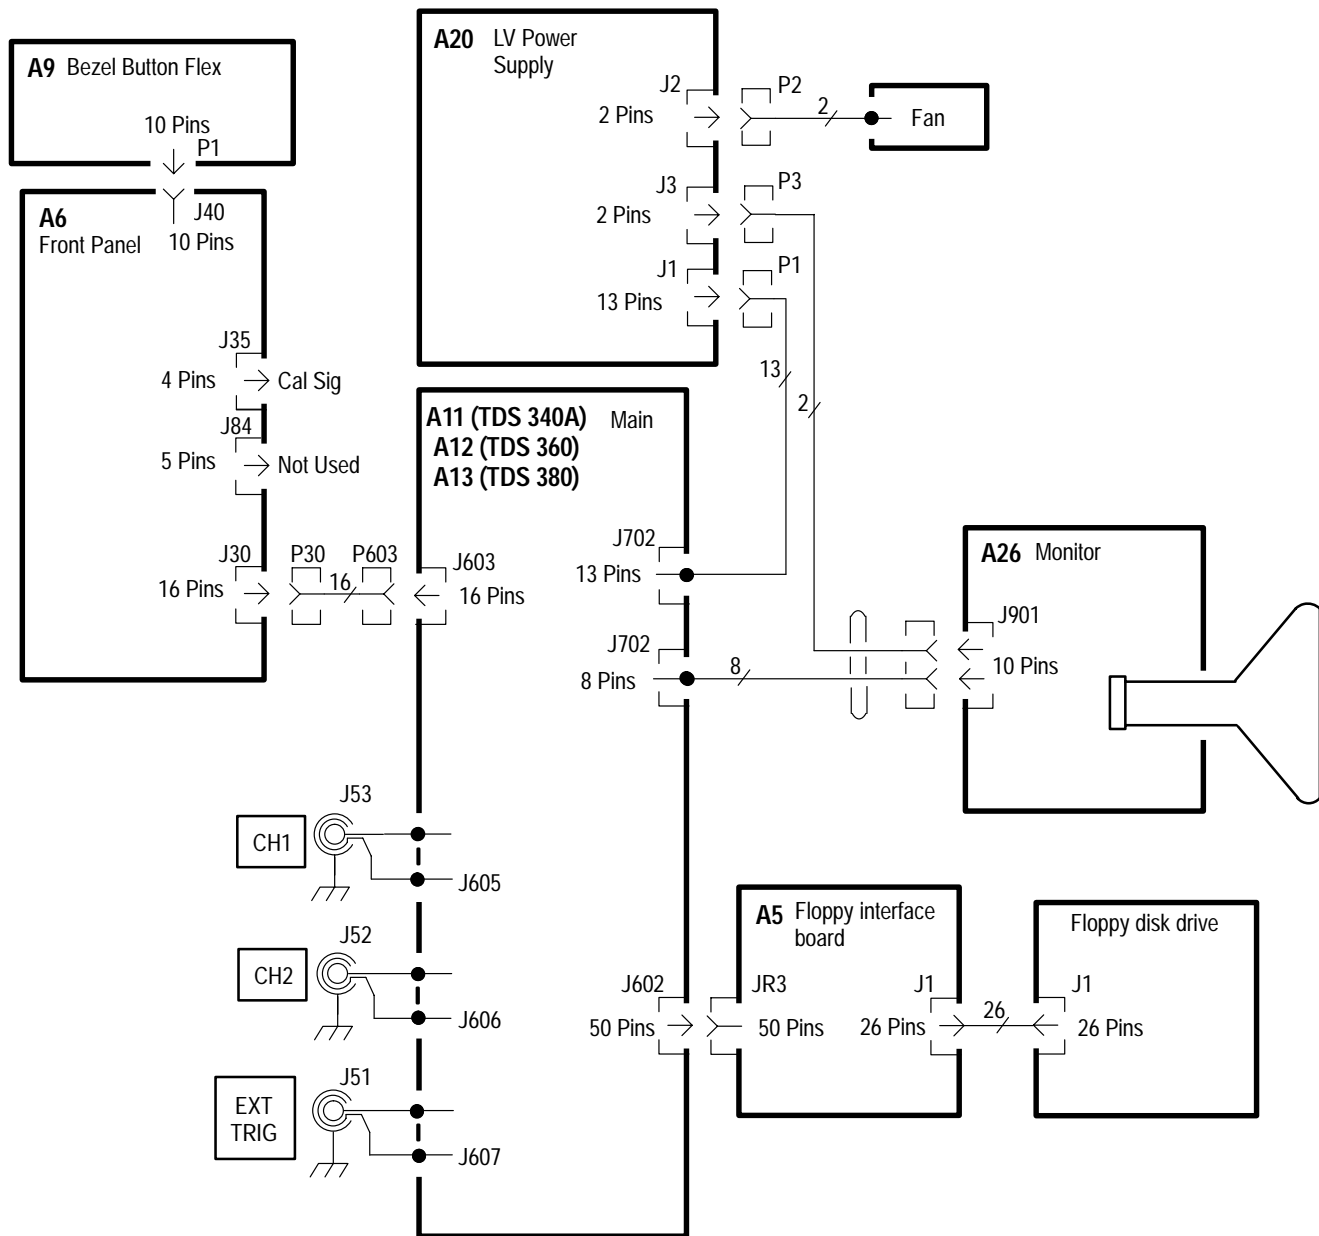 A9 Bezel Button Flex
10 Pins
P1
A6
Front Panel
J40
10 Pins
J35
4 Pins
Cal Sig
J84
5 Pins
Not Used
J30
16 Pins
P30
16
P603
A20 LV Power
Supply
J2
2 Pins
P2
2
Fan
J3
2 Pins
P3
J1
13 Pins
P1
13
2
A11 (TDS 340A) Main
A12 (TDS 360)
A13 (TDS 380)
J603
16 Pins
J702
13 Pins
J702
8 Pins
8
A26 Monitor
J901
10 Pins
CH1
J53
J605
CH2
J52
J606
EXT
TRIG
J51
J607
J602
50 Pins
A5 Floppy interface
board
JR3
50 Pins
J1
26 Pins
26
Floppy disk drive
J1
26 Pins